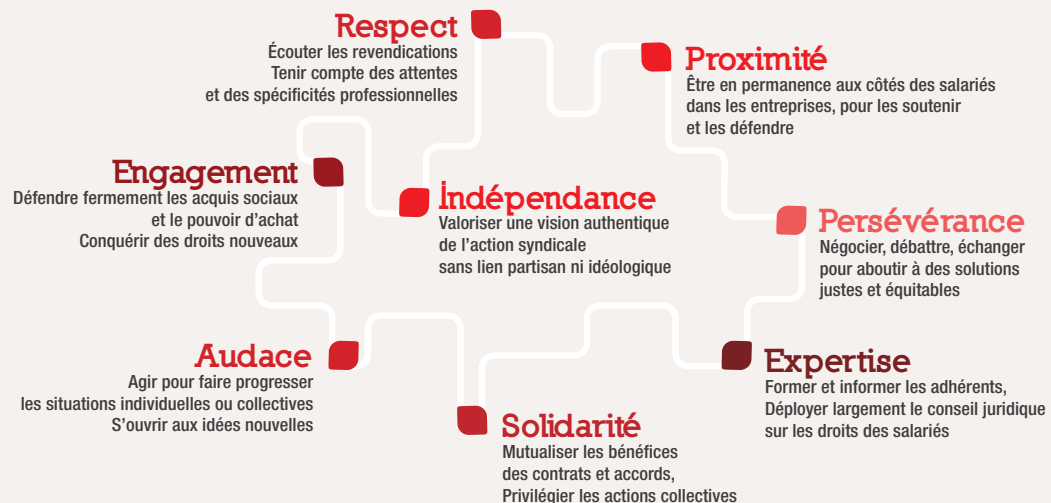 Respect
Écouter les revendications
Tenir compte des attentes
et des spécificités professionnelles
Proximité
Être en permanence aux côtés des salariés
dans les entreprises, pour les soutenir
et les défendre
Engagement
Défendre fermement les acquis sociaux
et le pouvoir d’achat
Conquérir des droits nouveaux
Indépendance
Valoriser une vision authentique
de l’action syndicale
sans lien partisan ni idéologique
Persévérance
Négocier, débattre, échanger
pour aboutir à des solutions
justes et équitables
Audace
Agir pour faire progresser
les situations individuelles ou collectives
S’ouvrir aux idées nouvelles
Solidarité
Mutualiser les bénéfices
des contrats et accords,
Privilégier les actions collectives
Expertise
Former et informer les adhérents,
Déployer largement le conseil juridique
sur les droits des salariés